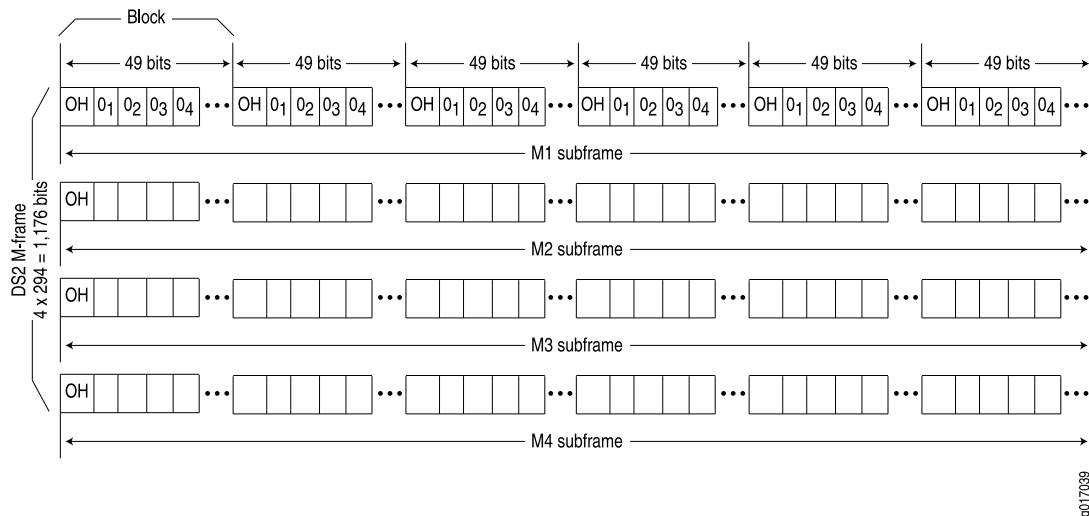 Block
49 bits 49 bits 49 bits 49 bits 49 bits 49 bits
OH 0₁ 0₂ 0₃ 0₄ ••• OH 0₁ 0₂ 0₃ 0₄ ••• OH 0₁ 0₂ 0₃ 0₄ ••• OH 0₁ 0₂ 0₃ 0₄ ••• OH 0₁ 0₂ 0₃ 0₄ ••• OH 0₁ 0₂ 0₃ 0₄ •••
M1 subframe
DS2 M-frame
4 x 294 = 1,176 bits
OH ••• ••• ••• ••• ••• •••
M2 subframe
OH ••• ••• ••• ••• ••• •••
M3 subframe
OH ••• ••• ••• ••• ••• •••
M4 subframe
g017039